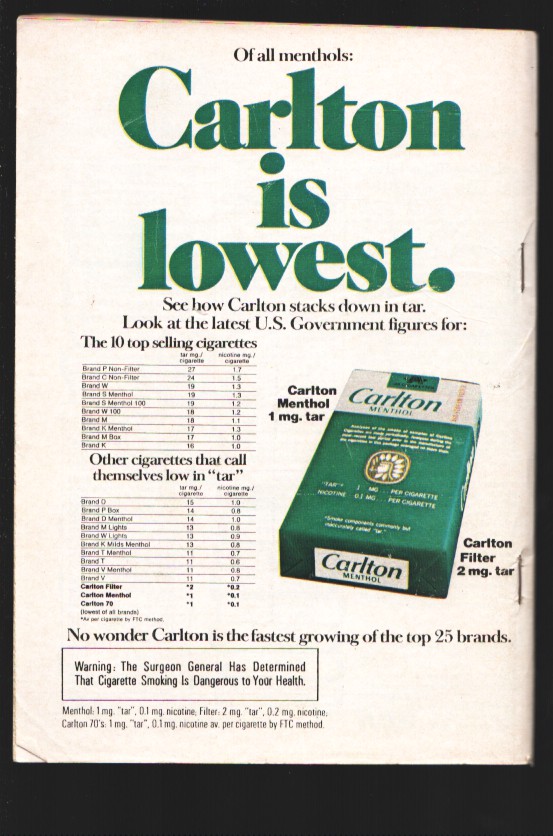 Of all menthols:
Carlton
is
lowest.
See how Carlton stacks down in tar.
Look at the latest U.S. Government figures for:
The 10 top selling cigarettes
tar mg./ nicotine mg./
cigarette cigarette
Brand P Non-Filter 27 1.7
Brand C Non-Filter 24 1.5
Brand W 19 1.3
Brand S Menthol 19 1.3
Brand S Menthol 100 19 1.3
Brand W 100 18 1.2
Brand M 18 1.1
Brand K Menthol 17 1.3
Brand M Box 17 1.0
Brand K 16 1.0
Other cigarettes that call
themselves low in "tar"
tar mg./ nicotine mg./
cigarette cigarette
Brand D 15 1.0
Brand P Box 14 0.8
Brand D Menthol 14 1.0
Brand M Lights 13 0.8
Brand W Lights 13 0.9
Brand K Milds Menthol 13 0.8
Brand T Menthol 11 0.7
Brand T 11 0.6
Brand V Menthol 11 0.8
Brand V 11 0.7
Carlton Filter *2 *0.2
Carlton Menthol *1 *0.1
Carlton 70 *1 *0.1
(lowest of all brands)
*Av. per cigarette by FTC method.
Carlton
Menthol
1 mg. tar
Carlton
MENTHOL
"TAR"* 1 MG. PER CIGARETTE
NICOTINE 0.1 MG. PER CIGARETTE
*Smoke components commonly but
inaccurately called "tar"
Carlton
MENTHOL
Carlton
Filter
2 mg. tar
No wonder Carlton is the fastest growing of the top 25 brands.
Warning: The Surgeon General Has Determined
That Cigarette Smoking Is Dangerous to Your Health.
Menthol: 1 mg. "tar", 0.1 mg. nicotine; Filter: 2 mg. "tar", 0.2 mg. nicotine;
Carlton 70's: 1 mg. "tar", 0.1 mg. nicotine av. per cigarette by FTC method.